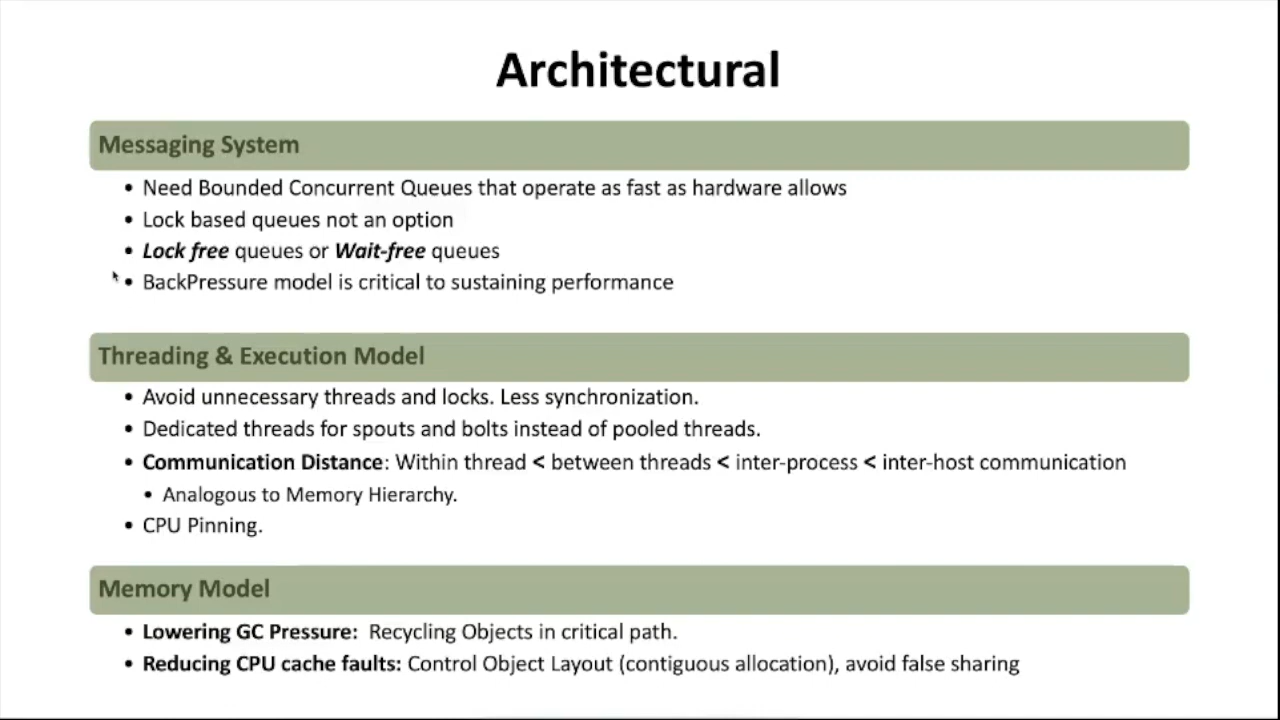 Architectural
Messaging System
• Need Bounded Concurrent Queues that operate as fast as hardware allows
• Lock based queues not an option
• Lock free queues or Wait-free queues
• BackPressure model is critical to sustaining performance
Threading & Execution Model
• Avoid unnecessary threads and locks. Less synchronization.
• Dedicated threads for spouts and bolts instead of pooled threads.
• Communication Distance: Within thread < between threads < inter-process < inter-host communication
• Analogous to Memory Hierarchy.
• CPU Pinning.
Memory Model
• Lowering GC Pressure: Recycling Objects in critical path.
• Reducing CPU cache faults: Control Object Layout (contiguous allocation), avoid false sharing